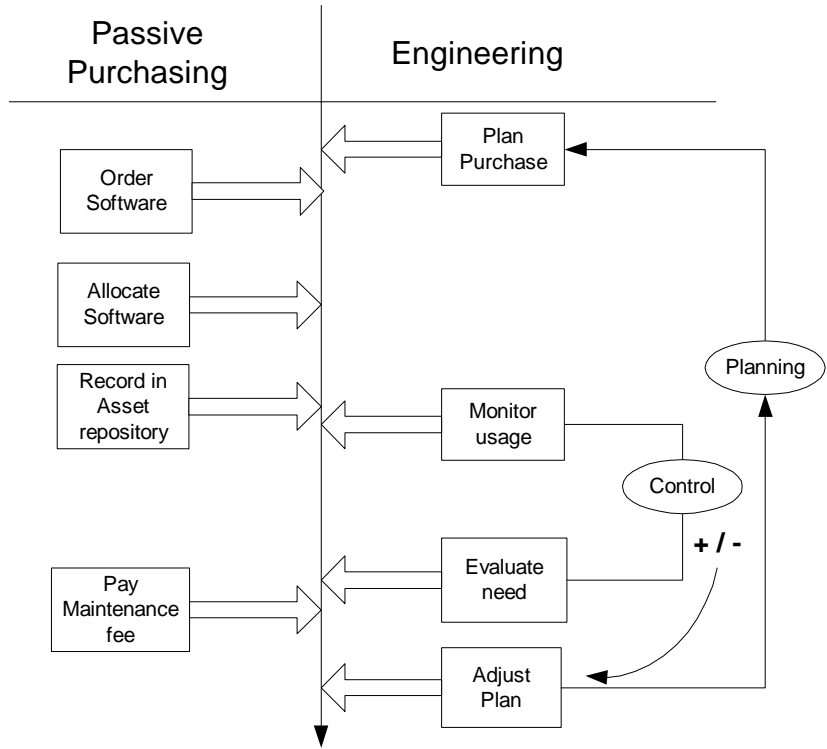 Passive
Purchasing
Engineering
Plan
Purchase
Order
Software
Allocate
Software
Planning
Record in
Asset
repository
Monitor
usage
Control
+ / -
Evaluate
need
Pay
Maintenance
fee
Adjust
Plan